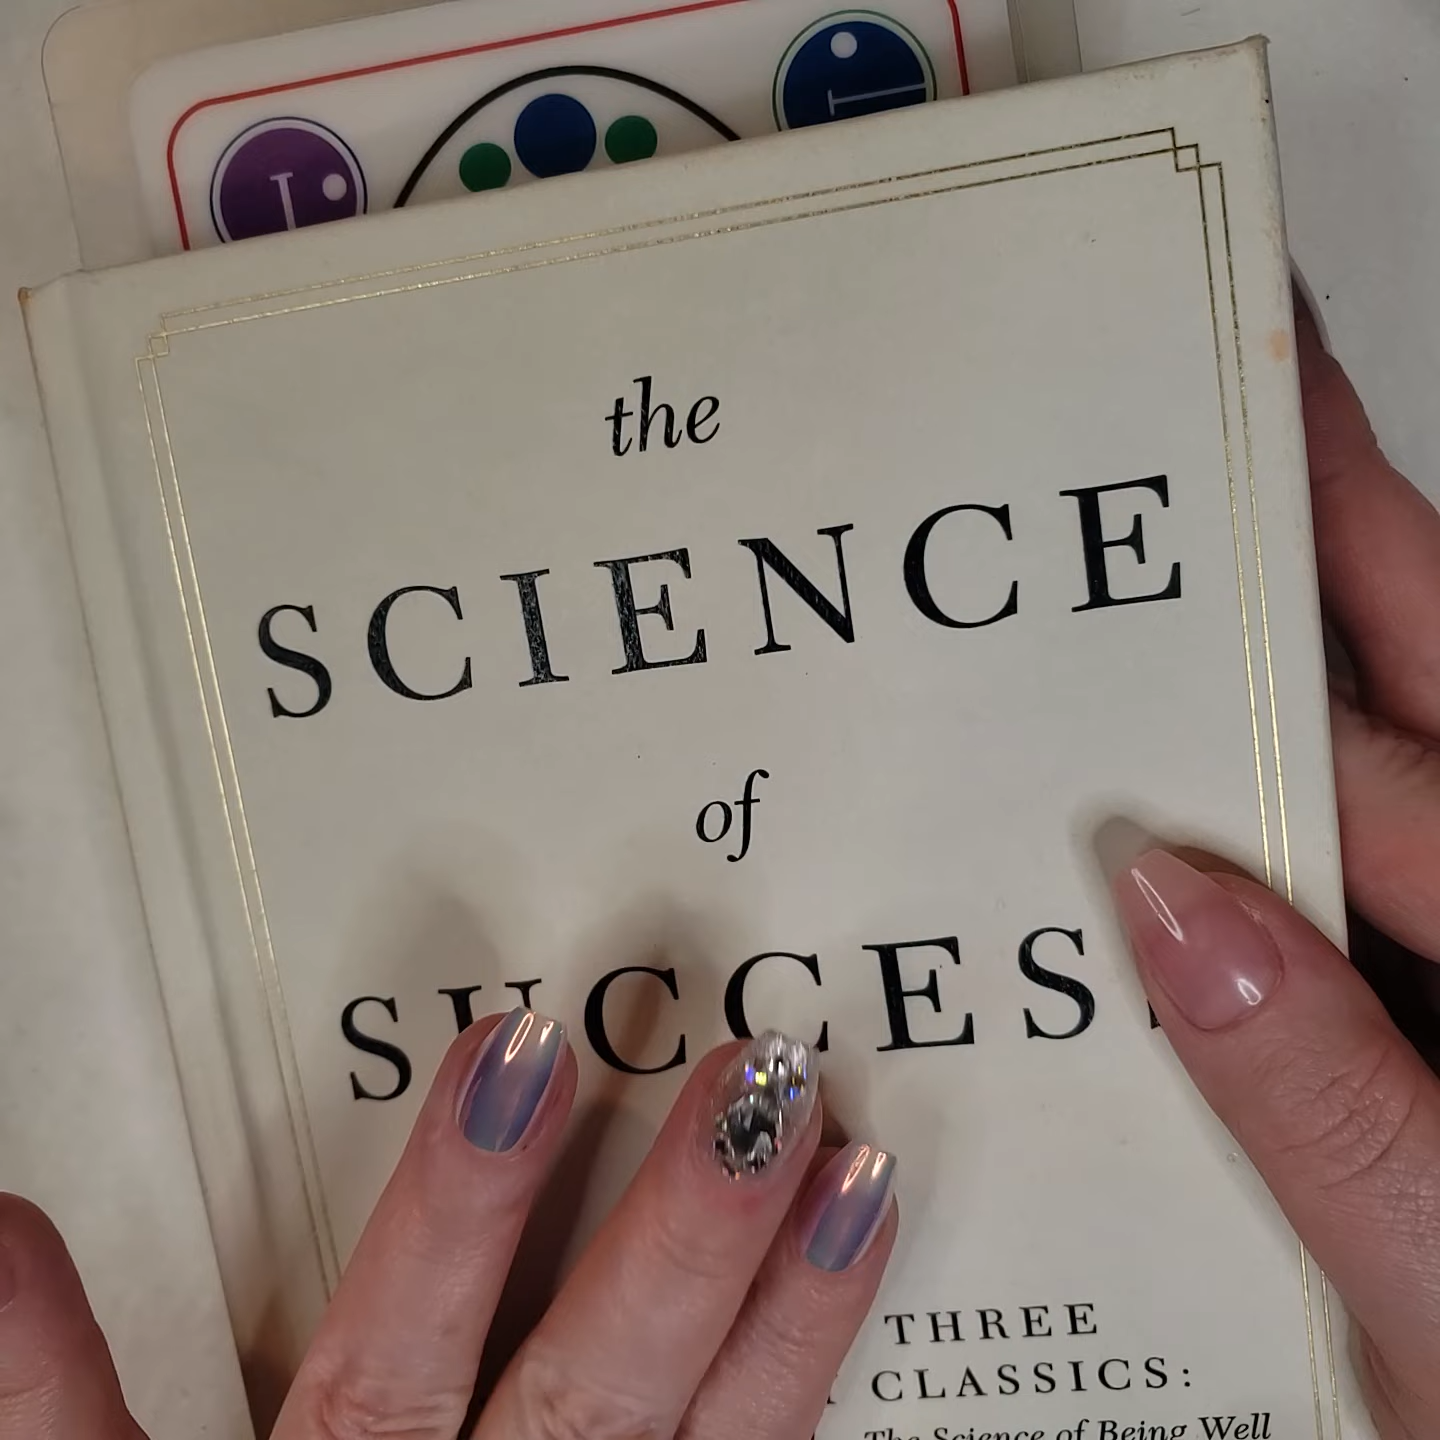 the
SCIENCE
of
SUCCESS
THREE
CLASSICS:
The Science of Being Well